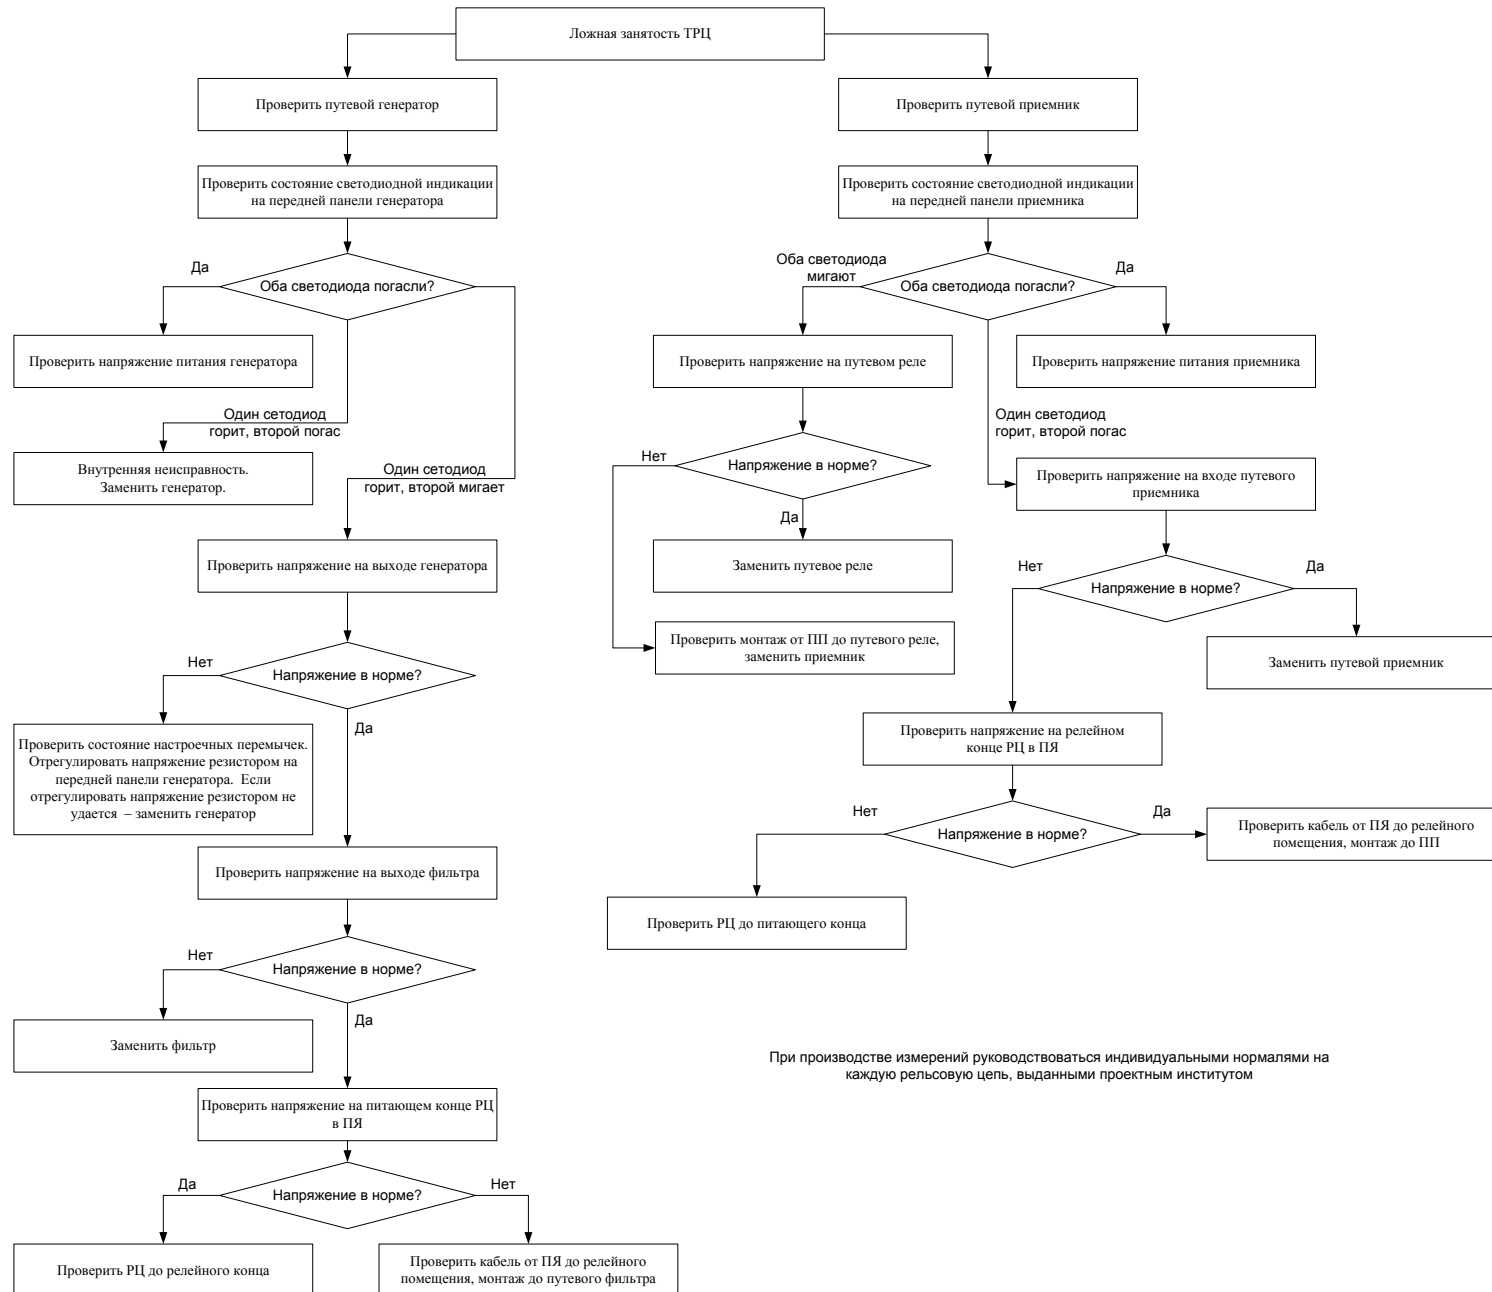 Ложная занятость ТРЦ
Проверить путевой генератор
Проверить путевой приемник
Проверить состояние светодиодной индикации
на передней панели генератора
Проверить состояние светодиодной индикации
на передней панели приемника
Да
Оба светодиода погасли?
Оба светодиода
мигают
Оба светодиода погасли?
Да
Проверить напряжение питания генератора
Проверить напряжение на путевом реле
Проверить напряжение питания приемника
Один сетодиод
горит, второй погас
Один светодиод
горит, второй погас
Внутренняя неисправность.
Заменить генератор.
Один сетодиод
горит, второй мигает
Нет
Напряжение в норме?
Да
Проверить напряжение на входе путевого
приемника
Проверить напряжение на выходе генератора
Заменить путевое реле
Нет
Напряжение в норме?
Да
Проверить монтаж от ПП до путевого реле,
заменить приемник
Заменить путевой приемник
Нет
Напряжение в норме?
Да
Проверить состояние настроечных перемычек.
Отрегулировать напряжение резистором на
передней панели генератора. Если
отрегулировать напряжение резистором не
удается – заменить генератор
Проверить напряжение на релейном
конце РЦ в ПЯ
Нет
Напряжение в норме?
Да
Проверить кабель от ПЯ до релейного
помещения, монтаж до ПП
Проверить напряжение на выходе фильтра
Проверить РЦ до питающего конца
Нет
Напряжение в норме?
Да
Заменить фильтр
При производстве измерений руководствоваться индивидуальными нормалями на
каждую рельсовую цепь, выданными проектным институтом
Проверить напряжение на питающем конце РЦ
в ПЯ
Да
Напряжение в норме?
Нет
Проверить РЦ до релейного конца
Проверить кабель от ПЯ до релейного
помещения, монтаж до путевого фильтра